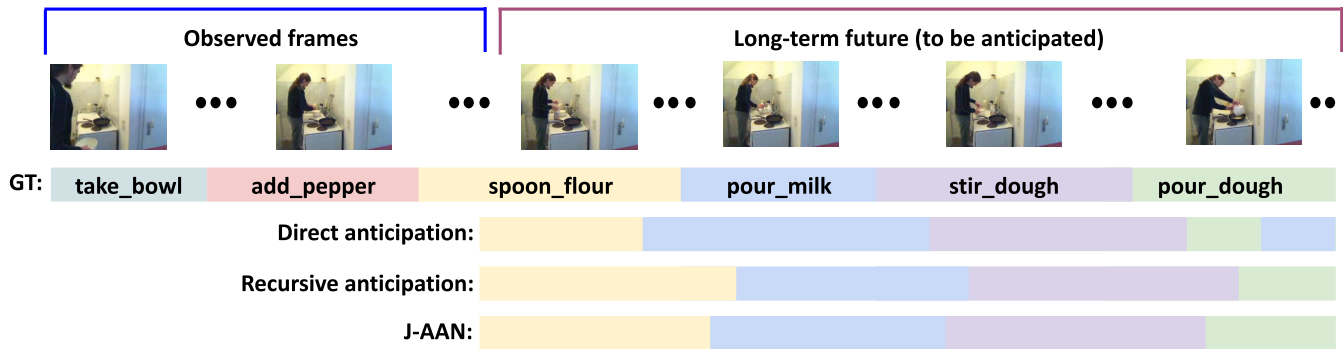 Observed frames
Long-term future (to be anticipated)
GT: take_bowl add_pepper spoon_flour pour_milk stir_dough pour_dough
Direct anticipation:
Recursive anticipation:
J-AAN: